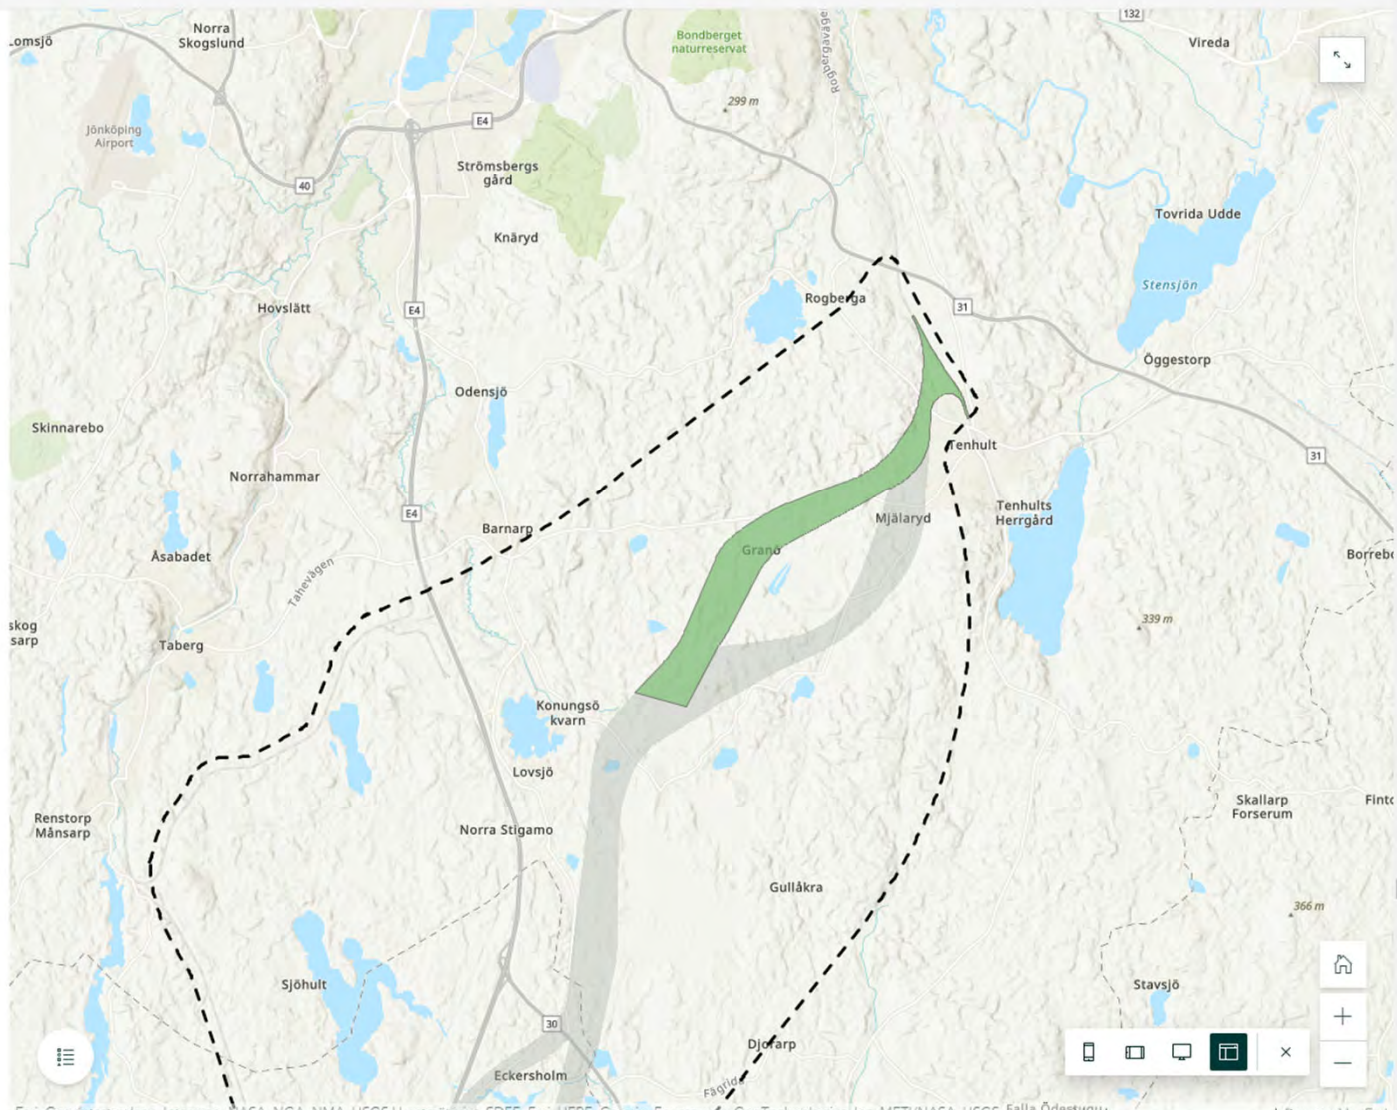 132
Norra
Skogslund
Lomsjö
Vireda
Bondberget
naturreservat
Rogbergavägen
299 m
Jönköping
Airport
E4
Strömsbergs
gård
40
Tovrida Udde
Knäryd
Stensjön
Hovslätt
E4
Rogberga
31
Öggestorp
Odensjö
Skinnarebo
Tenhult
31
Norrahammar
E4
Tenhults
Herrgård
Barnarp
Mjälaryd
Granö
Åsabadet
Borrebo
Tahevägen
339 m
skog
sarp
Taberg
Konungsö
kvarn
Lovsjö
Skallarp
Forserum
Renstorp
Månsarp
Norra Stigamo
Gullåkra
366 m
Sjöhult
Stavsjö
30
Djorarp
Eckersholm